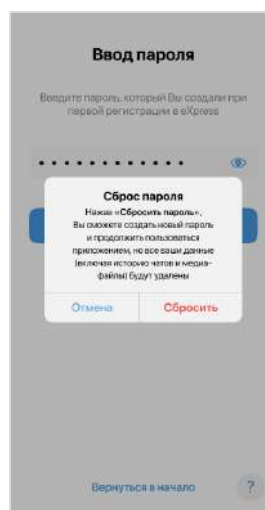 Ввод пароля
Введите пароль, который Вы создали при
первой регистрации в eXpress
Сброс пароля
Нажав «Сбросить пароль»,
Вы сможете создать новый пароль
и продолжить пользоваться
приложением, но все ваши данные
(включая историю чатов и медиа-
файлы) будут удалены
Отмена Сбросить
Вернуться в начало ?